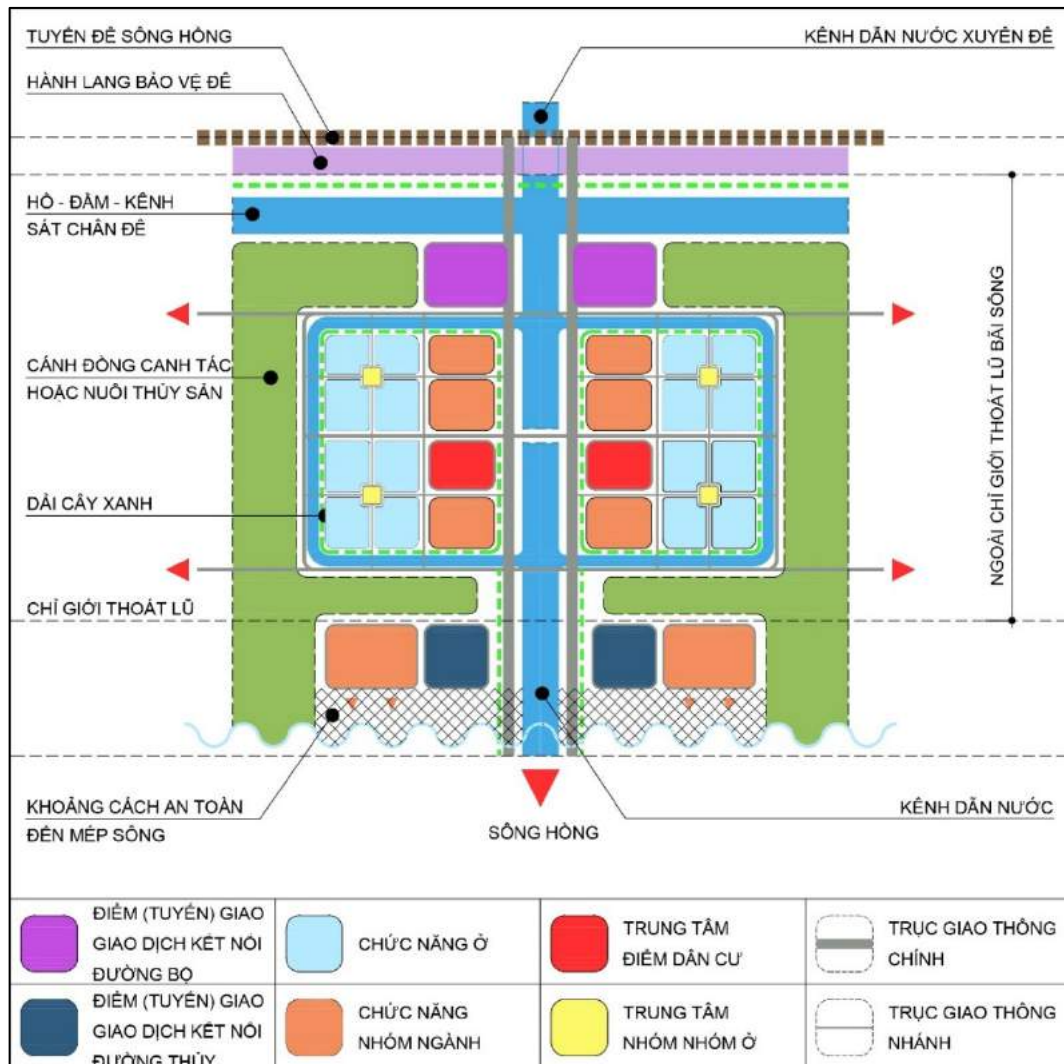 TUYẾN ĐÊ SÔNG HỒNG
KÊNH DẪN NƯỚC XUYÊN ĐÊ
HÀNH LANG BẢO VỆ ĐÊ
HỒ - ĐẦM - KÊNH
SÁT CHÂN ĐÊ
NGOÀI CHỈ GIỚI THOÁT LŨ BÃI SÔNG
CÁNH ĐỒNG CANH TÁC
HOẶC NUÔI THỦY SẢN
DẢI CÂY XANH
CHỈ GIỚI THOÁT LŨ
KHOẢNG CÁCH AN TOÀN
ĐẾN MÉP SÔNG
SÔNG HỒNG
KÊNH DẪN NƯỚC
ĐIỂM (TUYẾN) GIAO
GIAO DỊCH KẾT NỐI
ĐƯỜNG BỘ
CHỨC NĂNG Ở
TRUNG TÂM
ĐIỂM DÂN CƯ
TRỤC GIAO THÔNG
CHÍNH
ĐIỂM (TUYẾN) GIAO
GIAO DỊCH KẾT NỐI
ĐƯỜNG THỦY
CHỨC NĂNG
NHÓM NGÀNH
TRUNG TÂM
NHÓM NHÓM Ở
TRỤC GIAO THÔNG
NHÁNH